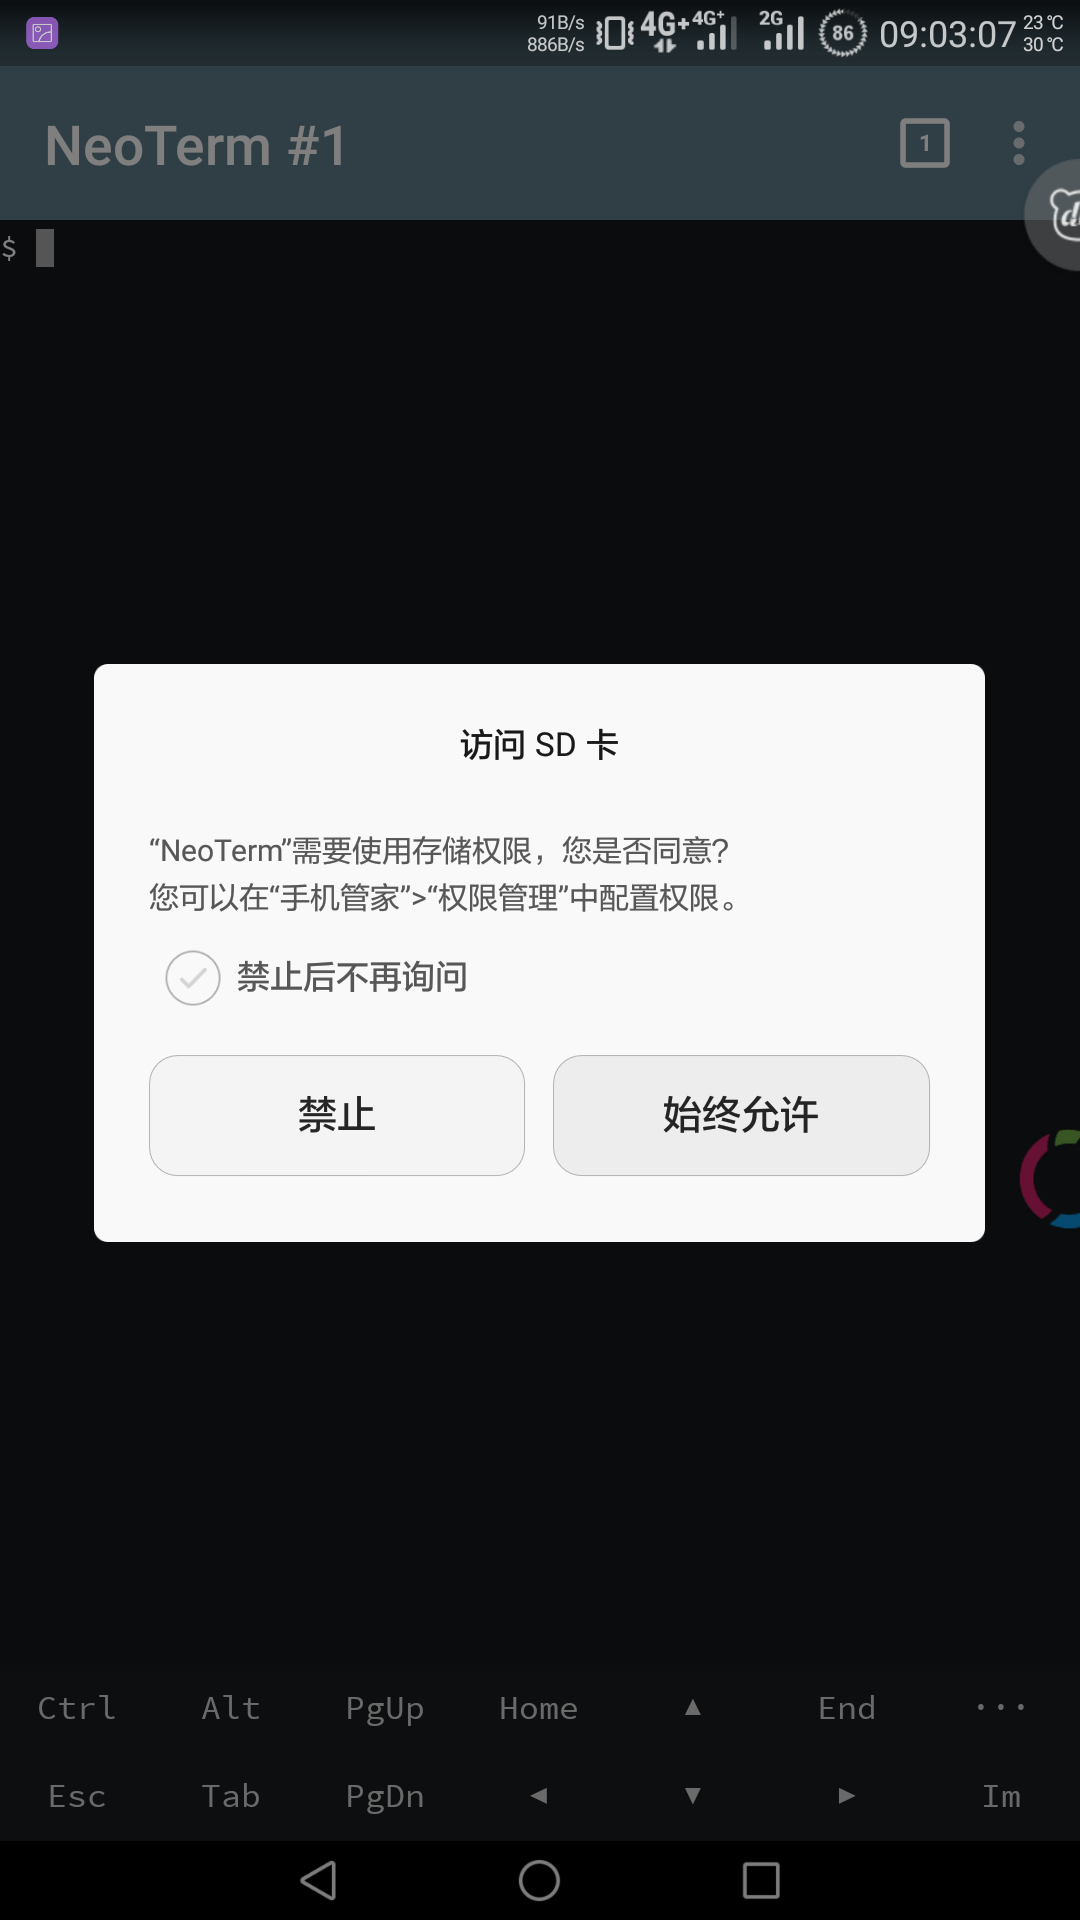 91B/s
886B/s
4G+
4G+
2G
86
09:03:07
23℃
30℃
NeoTerm #1
1
$
访问 SD 卡
“NeoTerm”需要使用存储权限，您是否同意？
您可以在“手机管家”>“权限管理”中配置权限。
禁止后不再询问
禁止
始终允许
Ctrl Alt PgUp Home ▲ End ···
Esc Tab PgDn ◀ ▼ ▶ Im